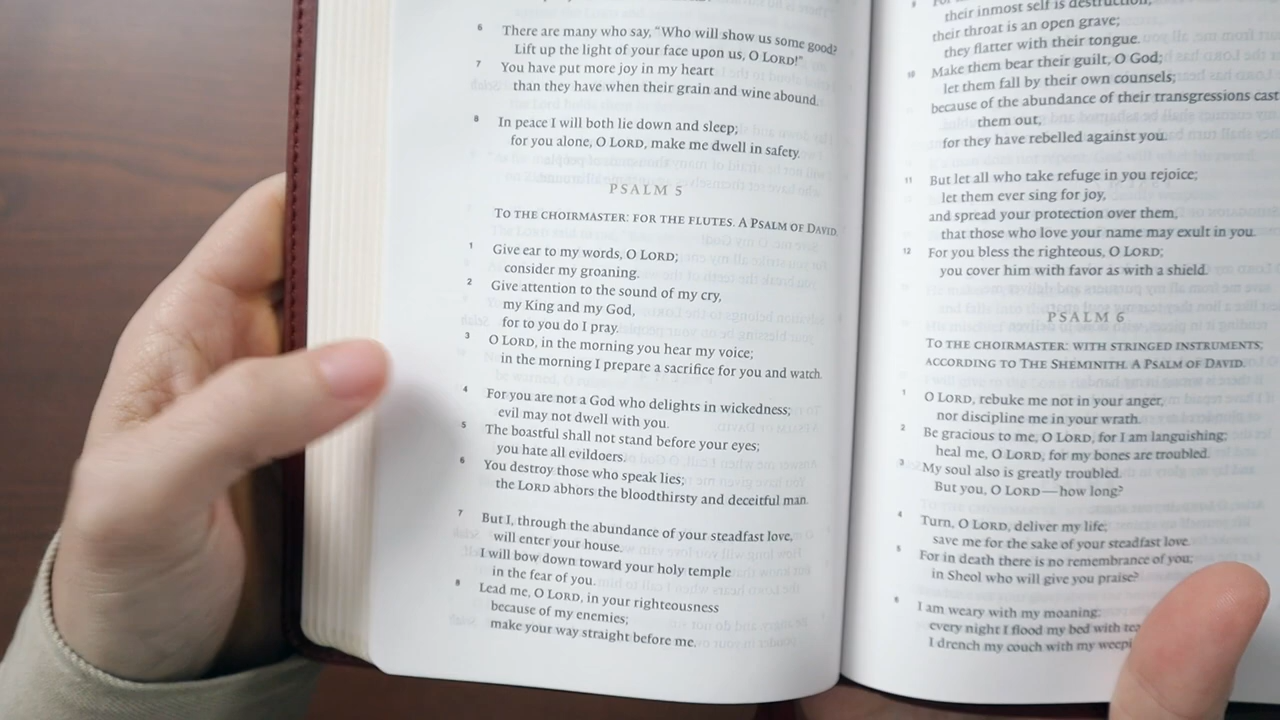 6 There are many who say, “Who will show us some good?
Lift up the light of your face upon us, O LORD!”
7 You have put more joy in my heart
than they have when their grain and wine abound.
8 In peace I will both lie down and sleep;
for you alone, O LORD, make me dwell in safety.
PSALM 5
TO THE CHOIRMASTER: FOR THE FLUTES. A PSALM OF DAVID.
1 Give ear to my words, O LORD;
consider my groaning.
2 Give attention to the sound of my cry,
my King and my God,
for to you do I pray.
3 O LORD, in the morning you hear my voice;
in the morning I prepare a sacrifice for you and watch.
4 For you are not a God who delights in wickedness;
evil may not dwell with you.
5 The boastful shall not stand before your eyes;
you hate all evildoers.
6 You destroy those who speak lies;
the LORD abhors the bloodthirsty and deceitful man.
7 But I, through the abundance of your steadfast love,
will enter your house.
I will bow down toward your holy temple
in the fear of you.
8 Lead me, O LORD, in your righteousness
because of my enemies;
make your way straight before me.
their inmost self is destruction;
their throat is an open grave;
they flatter with their tongue.
10 Make them bear their guilt, O God;
let them fall by their own counsels;
because of the abundance of their transgressions cast
them out,
for they have rebelled against you.
11 But let all who take refuge in you rejoice;
let them ever sing for joy,
and spread your protection over them,
that those who love your name may exult in you.
12 For you bless the righteous, O LORD;
you cover him with favor as with a shield.
PSALM 6
TO THE CHOIRMASTER: WITH STRINGED INSTRUMENTS;
ACCORDING TO THE SHEMINITH. A PSALM OF DAVID.
1 O LORD, rebuke me not in your anger,
nor discipline me in your wrath.
2 Be gracious to me, O LORD, for I am languishing;
heal me, O LORD, for my bones are troubled.
3 My soul also is greatly troubled.
But you, O LORD—how long?
4 Turn, O LORD, deliver my life;
save me for the sake of your steadfast love.
5 For in death there is no remembrance of you;
in Sheol who will give you praise?
6 I am weary with my moaning;
every night I flood my bed with
I drench my couch with my